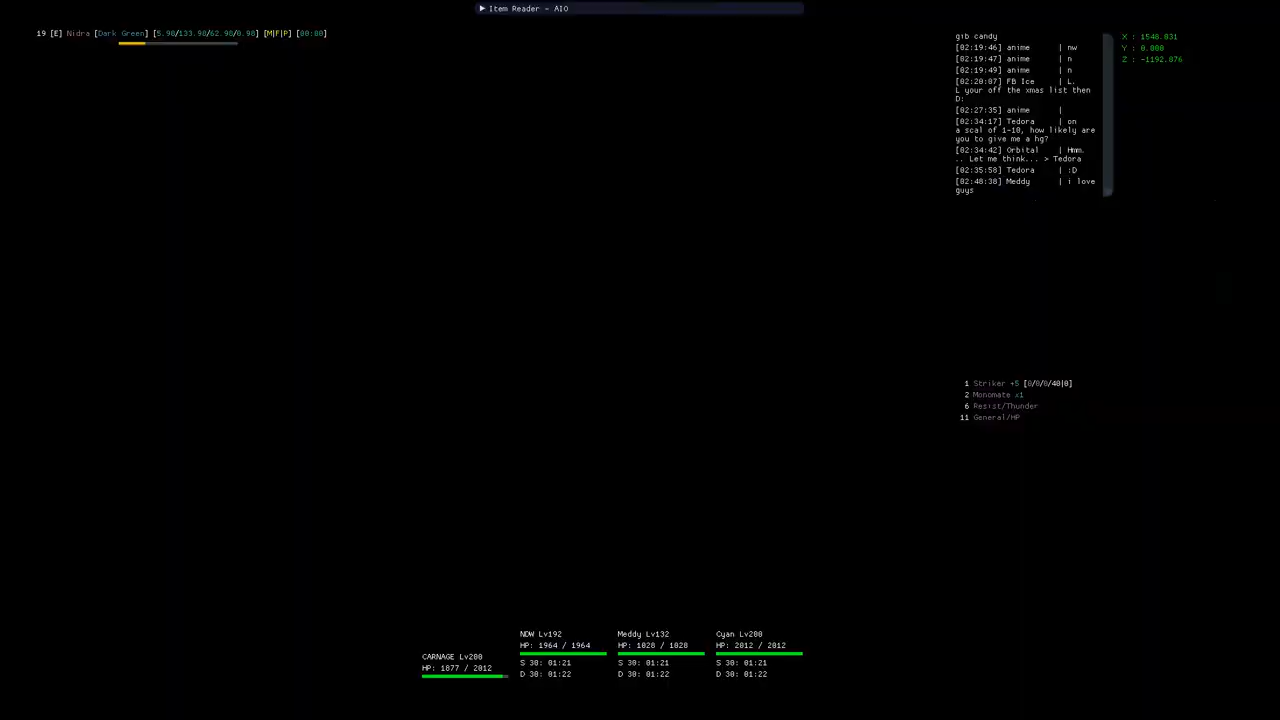 ▶ Item Reader - AIO
19 [E] Nidra [Dark Green] [5.98/133.98/62.98/0.98] [M|F|P] [00:00]
gib candy
[02:19:46] anime | nw
[02:19:47] anime | n
[02:19:49] anime | n
[02:20:07] FB Ice | L.
L your off the xmas list then
D:
[02:27:35] anime |
[02:34:17] Tedora | on
a scal of 1-10, how likely are
you to give me a hg?
[02:34:42] Orbital | Hmm.
.. Let me think... > Tedora
[02:35:58] Tedora | :D
[02:48:38] Meddy | i love
guys
X : 1548.831
Y : 0.000
Z : -1192.876
1 Striker +5 [0/0/0/40|0]
2 Monomate x1
6 Resist/Thunder
11 General/HP
CARNAGE Lv200
HP: 1877 / 2012
NDW Lv192
HP: 1964 / 1964
S 30: 01:21
D 30: 01:22
Meddy Lv132
HP: 1028 / 1028
S 30: 01:21
D 30: 01:22
Cyan Lv200
HP: 2012 / 2012
S 30: 01:21
D 30: 01:22